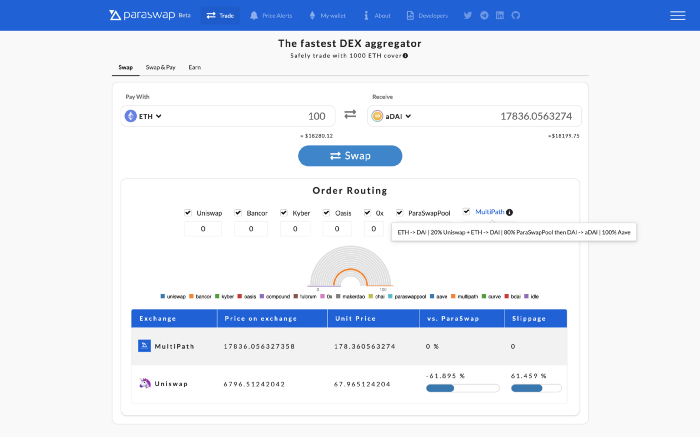 paraswap Beta Trade Price Alerts My wallet About Developers
The fastest DEX aggregator
Safely trade with 1000 ETH cover
Swap Swap & Pay Earn
Pay With Receive
ETH 100 aDAI 17836.0563274
≈ $18280.12 ≈$18199.75
Swap
Order Routing
Uniswap Bancor Kyber Oasis 0x ParaSwapPool MultiPath
0 0 0 0 0
ETH -> DAI | 20% Uniswap + ETH -> DAI | 80% ParaSwapPool then DAI -> aDAI | 100% Aave
0 100
uniswap bancor kyber oasis compound fulcrum 0x makerdao chai paraswappool aave multipath curve bdai idle
Exchange Price on exchange Unit Price vs. ParaSwap Slippage
MultiPath 17836.056327358 178.360563274 0 % 0
-61.895 % 61.459 %
Uniswap 6796.51242042 67.965124204